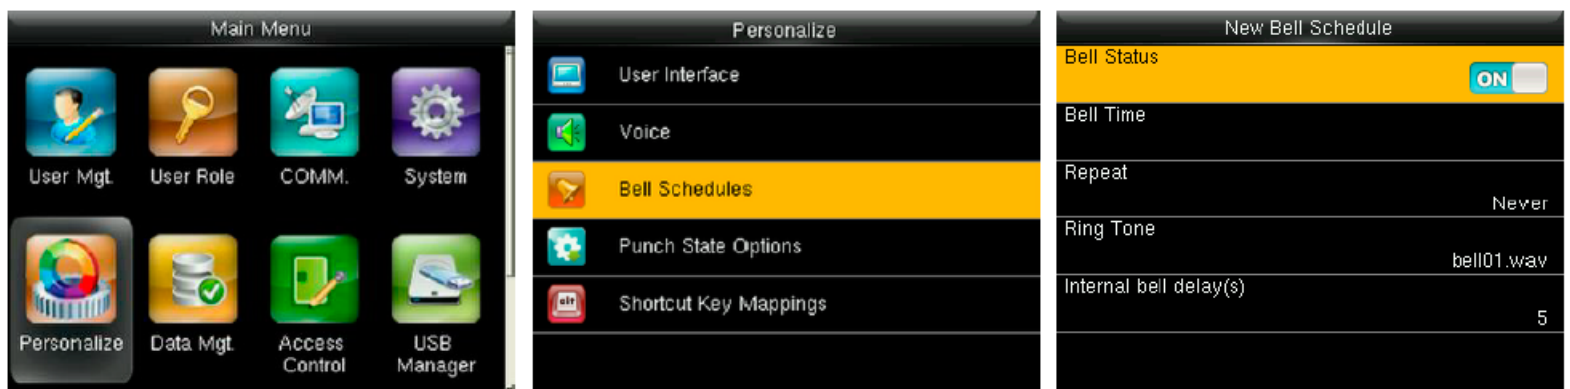 Main Menu
User Mgt.
User Role
COMM.
System
Personalize
Data Mgt.
Access
Control
USB
Manager
Personalize
User Interface
Voice
Bell Schedules
Punch State Options
alt
Shortcut Key Mappings
New Bell Schedule
Bell Status
ON
Bell Time
Repeat
Never
Ring Tone
bell01.wav
Internal bell delay(s)
5